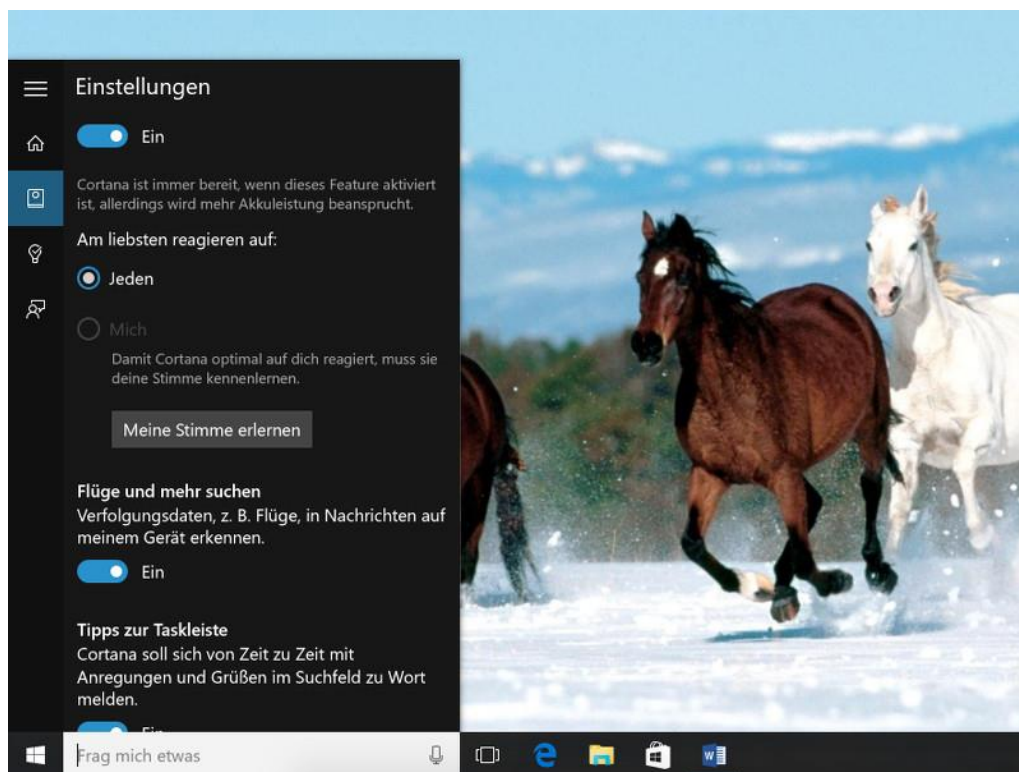 Einstellungen
Ein
Cortana ist immer bereit, wenn dieses Feature aktiviert
ist, allerdings wird mehr Akkuleistung beansprucht.
Am liebsten reagieren auf:
Jeden
Mich
Damit Cortana optimal auf dich reagiert, muss sie
deine Stimme kennenlernen.
Meine Stimme erlernen
Flüge und mehr suchen
Verfolgungsdaten, z. B. Flüge, in Nachrichten auf
meinem Gerät erkennen.
Ein
Tipps zur Taskleiste
Cortana soll sich von Zeit zu Zeit mit
Anregungen und Grüßen im Suchfeld zu Wort
melden.
Ein
Frag mich etwas